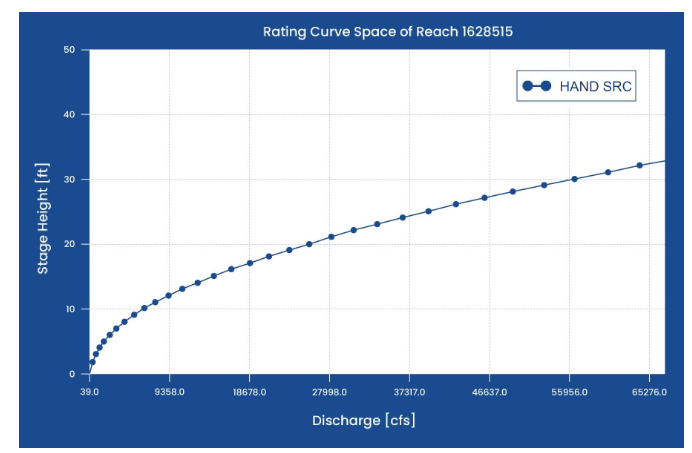 Rating Curve Space of Reach 1628515
50
HAND SRC
40
30
20
10
0
Stage Height [ft]
39.0 9358.0 18678.0 27998.0 37317.0 46637.0 55956.0 65276.0
Discharge [cfs]